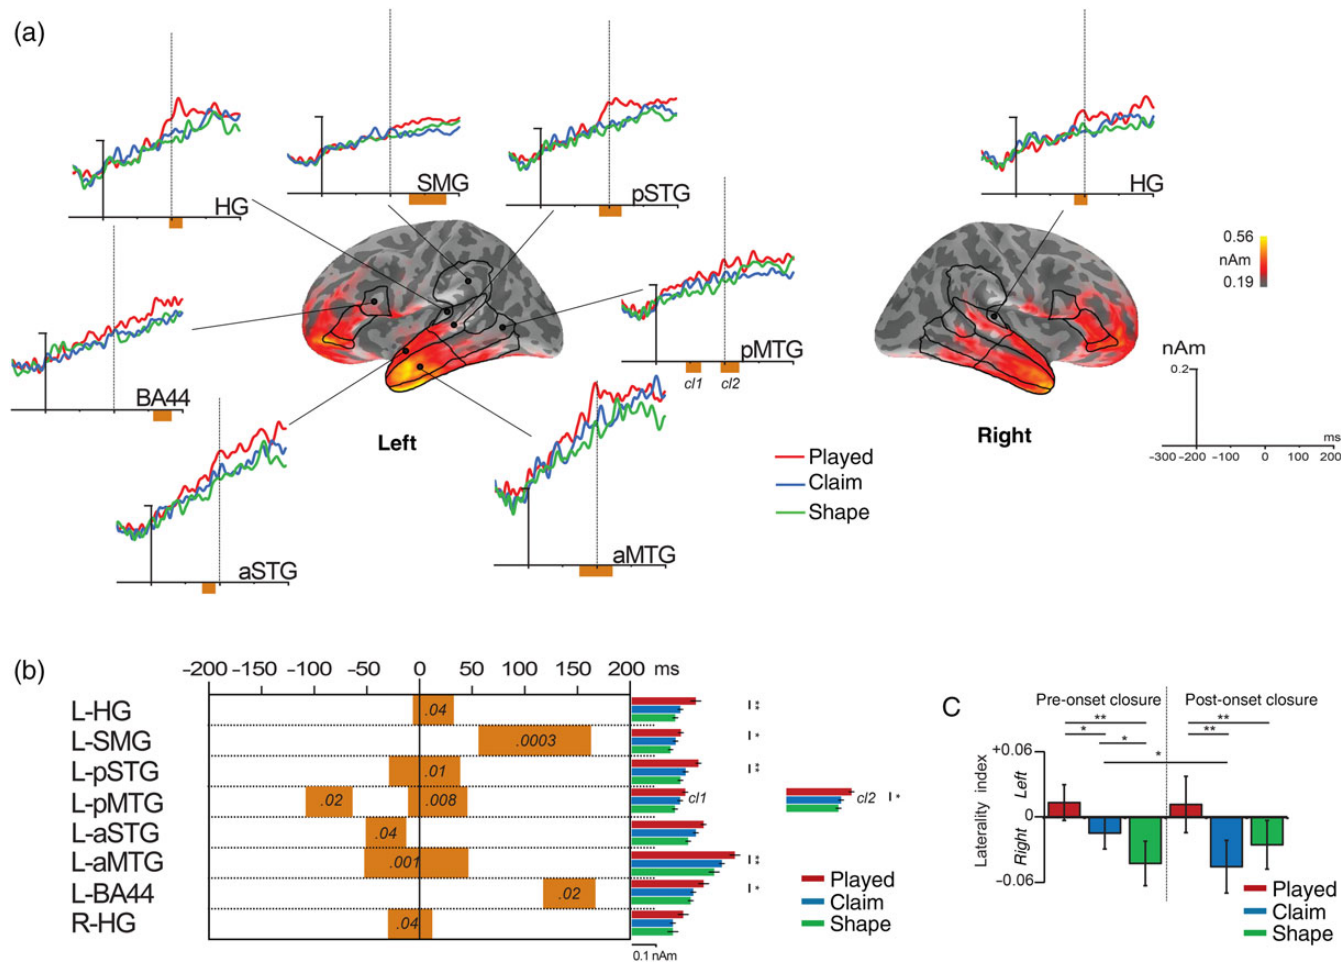 (a)
HG
SMG
pSTG
HG
BA44
pMTG
cl1 cl2
0.56
nAm
0.19
nAm
0.2
ms
-300 -200 -100 0 100 200
Left
Right
Played
Claim
Shape
aSTG
aMTG
(b)
-200 -150 -100 -50 0 50 100 150 200 ms
L-HG .04 **
L-SMG .0003 *
L-pSTG .01 **
L-pMTG .02 .008 cl1 cl2 *
L-aSTG .04
L-aMTG .001 **
L-BA44 .02 *
R-HG .04
Played
Claim
Shape
0.1 nAm
C
Pre-onset closure Post-onset closure
** **
* * * **
Laterality index
Left
Right
+0.06
0
-0.06
Played
Claim
Shape